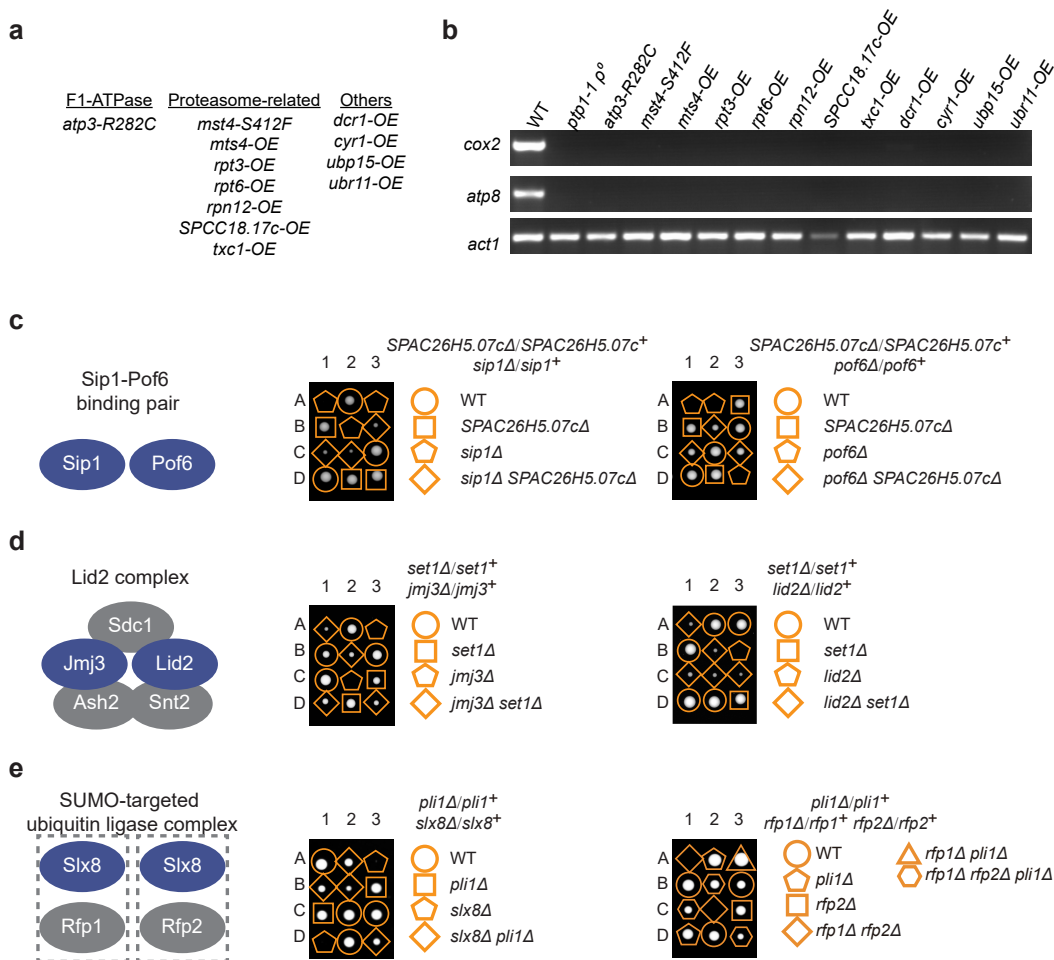 a
F1-ATPase Proteasome-related Others
atp3-R282C
mst4-S412F
mts4-OE
rpt3-OE
rpt6-OE
rpn12-OE
SPCC18.17c-OE
txc1-OE
dcr1-OE
cyr1-OE
ubp15-OE
ubr11-OE
b
WT
ptp1-1 ρ⁰
atp3-R282C
mst4-S412F
mts4-OE
rpt3-OE
rpt6-OE
rpn12-OE
SPCC18.17c-OE
txc1-OE
dcr1-OE
cyr1-OE
ubp15-OE
ubr11-OE
cox2
atp8
act1
c
Sip1-Pof6
binding pair
Sip1 Pof6
SPAC26H5.07cΔ/SPAC26H5.07c⁺
sip1Δ/sip1⁺
1 2 3
A
B
C
D
WT
SPAC26H5.07cΔ
sip1Δ
sip1Δ SPAC26H5.07cΔ
SPAC26H5.07cΔ/SPAC26H5.07c⁺
pof6Δ/pof6⁺
1 2 3
A
B
C
D
WT
SPAC26H5.07cΔ
pof6Δ
pof6Δ SPAC26H5.07cΔ
d
Lid2 complex
Sdc1
Jmj3 Lid2
Ash2 Snt2
set1Δ/set1⁺
jmj3Δ/jmj3⁺
1 2 3
A
B
C
D
WT
set1Δ
jmj3Δ
jmj3Δ set1Δ
set1Δ/set1⁺
lid2Δ/lid2⁺
1 2 3
A
B
C
D
WT
set1Δ
lid2Δ
lid2Δ set1Δ
e
SUMO-targeted
ubiquitin ligase complex
Slx8 Slx8
Rfp1 Rfp2
pli1Δ/pli1⁺
slx8Δ/slx8⁺
1 2 3
A
B
C
D
WT
pli1Δ
slx8Δ
slx8Δ pli1Δ
pli1Δ/pli1⁺
rfp1Δ/rfp1⁺ rfp2Δ/rfp2⁺
1 2 3
A
B
C
D
WT
pli1Δ
rfp2Δ
rfp1Δ rfp2Δ
rfp1Δ pli1Δ
rfp1Δ rfp2Δ pli1Δ